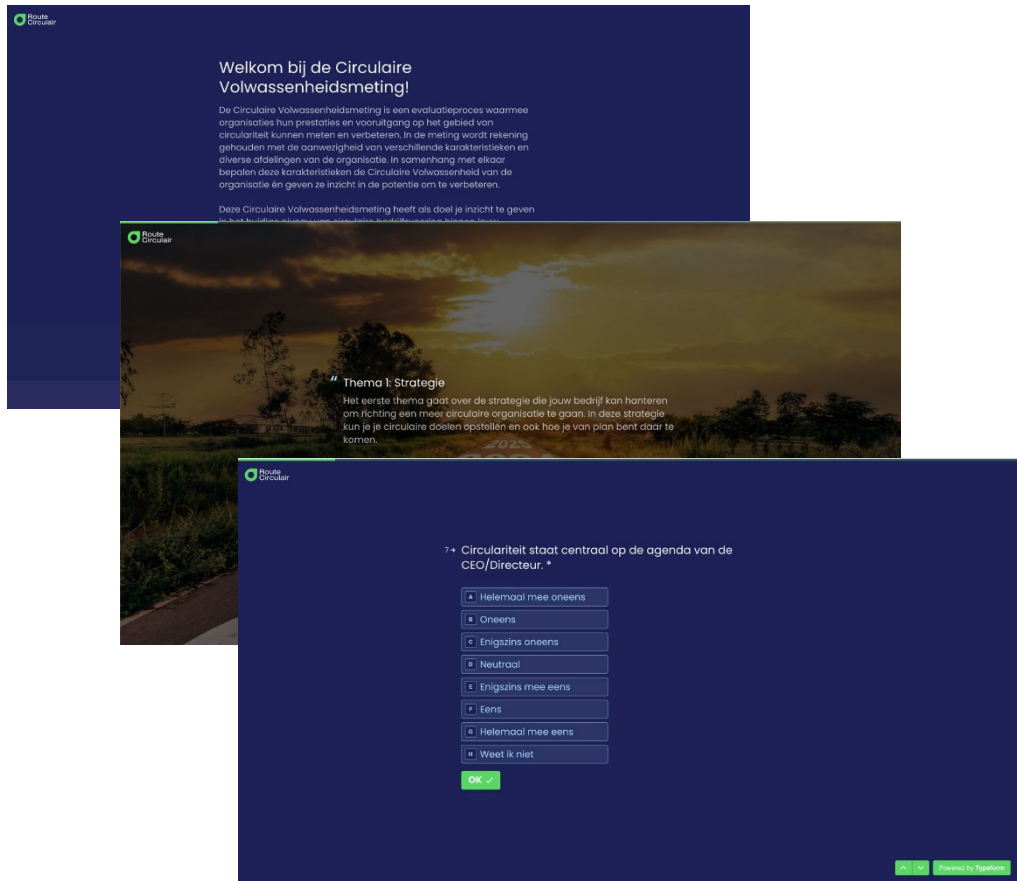 Route
Circulair
Welkom bij de Circulaire
Volwassenheidsmeting!
De Circulaire Volwassenheidsmeting is een evaluatieproces waarmee
organisaties hun prestaties en vooruitgang op het gebied van
circulariteit kunnen meten en verbeteren. In de meting wordt rekening
gehouden met de aanwezigheid van verschillende karakteristieken en
diverse afdelingen van de organisatie. In samenhang met elkaar
bepalen deze karakteristieken de Circulaire Volwassenheid van de
organisatie én geven ze inzicht in de potentie om te verbeteren.
Deze Circulaire Volwassenheidsmeting heeft als doel je inzicht te geven
Route
Circulair
" Thema 1: Strategie
Het eerste thema gaat over de strategie die jouw bedrijf kan hanteren
om richting een meer circulaire organisatie te gaan. In deze strategie
kun je je circulaire doelen opstellen en ook hoe je van plan bent daar te
komen.
2025
Route
Circulair
7→ Circulariteit staat centraal op de agenda van de
CEO/Directeur. *
A Helemaal mee oneens
B Oneens
C Enigszins oneens
D Neutraal
E Enigszins mee eens
F Eens
G Helemaal mee eens
H Weet ik niet
OK ✓
Powered by Typeform